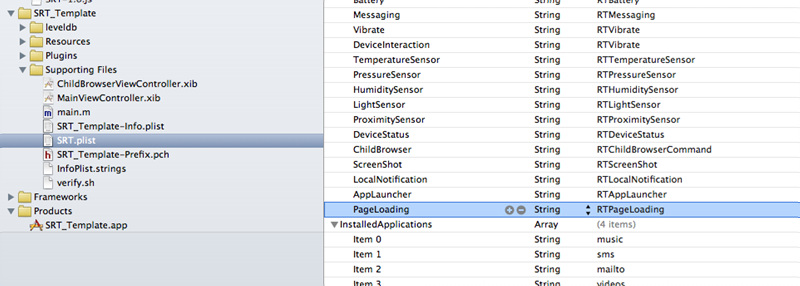 SRT-1.0.js
SRT_Template
leveldb
Resources
Plugins
Supporting Files
ChildBrowserViewController.xib
MainViewController.xib
main.m
SRT_Template-Info.plist
SRT.plist
SRT_Template-Prefix.pch
InfoPlist.strings
verify.sh
Frameworks
Products
SRT_Template.app
Battery String RTBattery
Messaging String RTMessaging
Vibrate String RTVibrate
DeviceInteraction String RTVibrate
TemperatureSensor String RTTemperatureSensor
PressureSensor String RTPressureSensor
HumiditySensor String RTHumiditySensor
LightSensor String RTLightSensor
ProximitySensor String RTProximitySensor
DeviceStatus String RTDeviceStatus
ChildBrowser String RTChildBrowserCommand
ScreenShot String RTScreenShot
LocalNotification String RTLocalNotification
AppLauncher String RTAppLauncher
PageLoading String RTPageLoading
InstalledApplications Array (4 items)
Item 0 String music
Item 1 String sms
Item 2 String mailto
Item 3 String videos